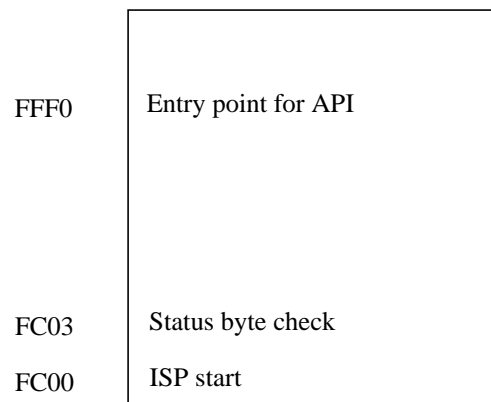 FFF0 Entry point for API
FC03 Status byte check
FC00 ISP start